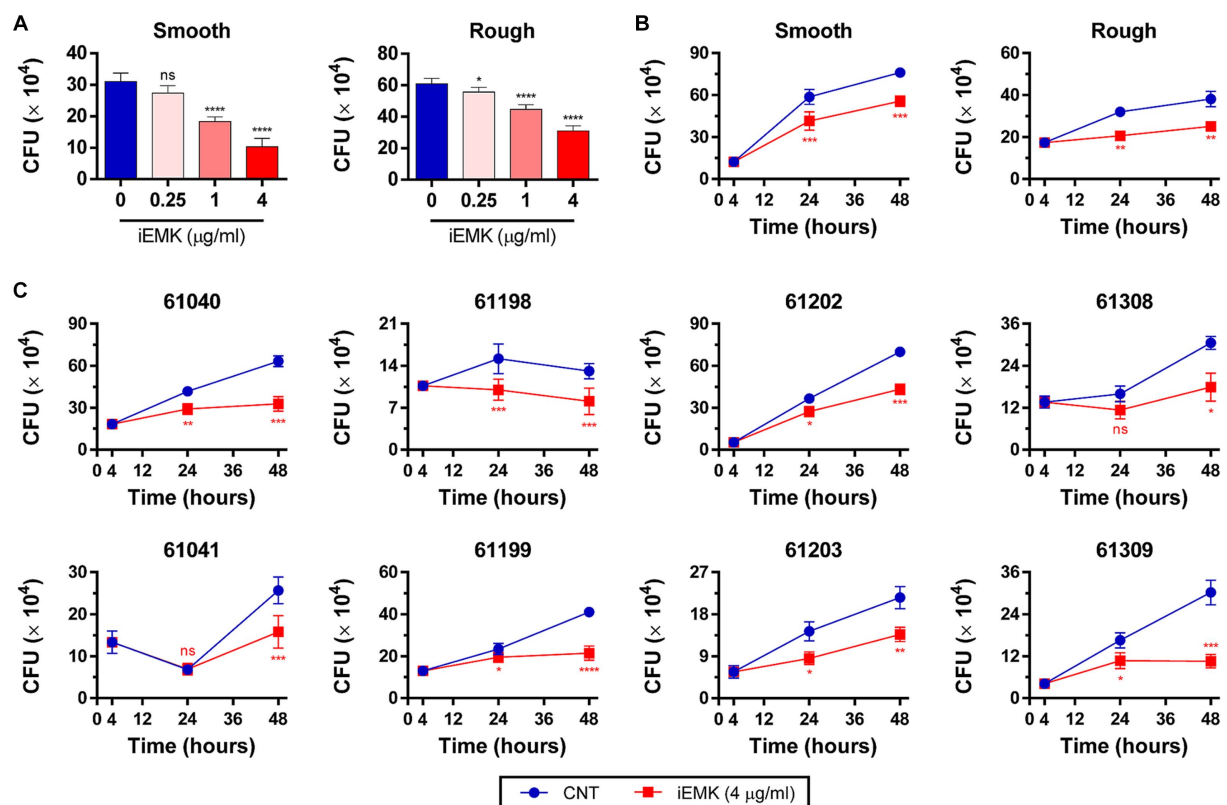 A
Smooth
CFU (× 10⁴)
40
30
20
10
0
ns
****
****
0 0.25 1 4
iEMK (µg/ml)
Rough
CFU (× 10⁴)
80
60
40
20
0
*
****
****
0 0.25 1 4
iEMK (µg/ml)
B
Smooth
CFU (× 10⁴)
90
60
30
0
***
***
0 4 12 24 36 48
Time (hours)
Rough
CFU (× 10⁴)
60
40
20
0
**
**
0 4 12 24 36 48
Time (hours)
C
61040
CFU (× 10⁴)
90
60
30
0
**
***
0 4 12 24 36 48
Time (hours)
61198
CFU (× 10⁴)
21
14
7
0
***
***
0 4 12 24 36 48
Time (hours)
61202
CFU (× 10⁴)
90
60
30
0
*
***
0 4 12 24 36 48
Time (hours)
61308
CFU (× 10⁴)
36
24
12
0
ns
*
0 4 12 24 36 48
Time (hours)
61041
CFU (× 10⁴)
30
20
10
0
ns
***
0 4 12 24 36 48
Time (hours)
61199
CFU (× 10⁴)
60
40
20
0
*
****
0 4 12 24 36 48
Time (hours)
61203
CFU (× 10⁴)
27
18
9
0
*
**
0 4 12 24 36 48
Time (hours)
61309
CFU (× 10⁴)
36
24
12
0
*
***
0 4 12 24 36 48
Time (hours)
CNT iEMK (4 µg/ml)